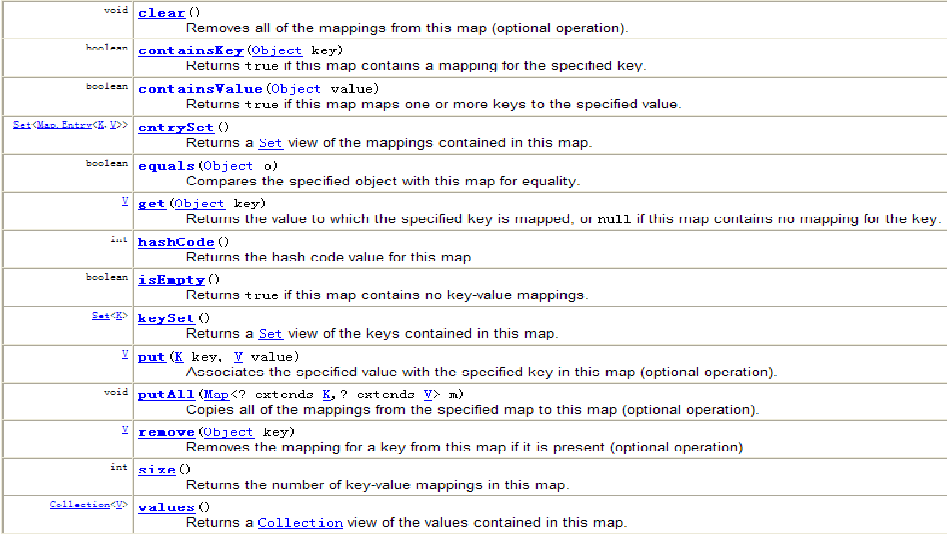 void clear()
Removes all of the mappings from this map (optional operation).
boolean containsKey(Object key)
Returns true if this map contains a mapping for the specified key.
boolean containsValue(Object value)
Returns true if this map maps one or more keys to the specified value.
Set<Map.Entry<K,V>> entrySet()
Returns a Set view of the mappings contained in this map.
boolean equals(Object o)
Compares the specified object with this map for equality.
V get(Object key)
Returns the value to which the specified key is mapped, or null if this map contains no mapping for the key.
int hashCode()
Returns the hash code value for this map
boolean isEmpty()
Returns true if this map contains no key-value mappings.
Set<K> keySet()
Returns a Set view of the keys contained in this map.
V put(K key, V value)
Associates the specified value with the specified key in this map (optional operation).
void putAll(Map<? extends K,? extends V> m)
Copies all of the mappings from the specified map to this map (optional operation).
V remove(Object key)
Removes the mapping for a key from this map if it is present (optional operation)
int size()
Returns the number of key-value mappings in this map.
Collection<V> values()
Returns a Collection view of the values contained in this map.